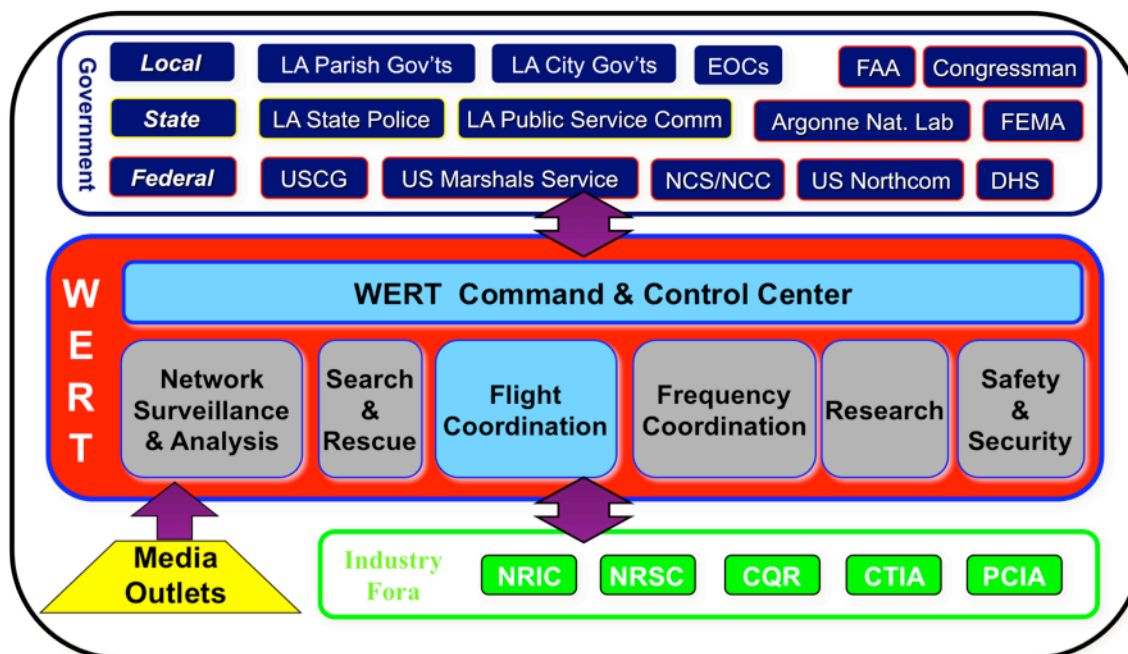 Government
Local
LA Parish Gov'ts
LA City Gov'ts
EOCs
FAA
Congressman
State
LA State Police
LA Public Service Comm
Argonne Nat. Lab
FEMA
Federal
USCG
US Marshals Service
NCS/NCC
US Northcom
DHS
WERT
WERT Command & Control Center
Network
Surveillance
& Analysis
Search
&
Rescue
Flight
Coordination
Frequency
Coordination
Research
Safety
&
Security
Media
Outlets
Industry
Fora
NRIC
NRSC
CQR
CTIA
PCIA